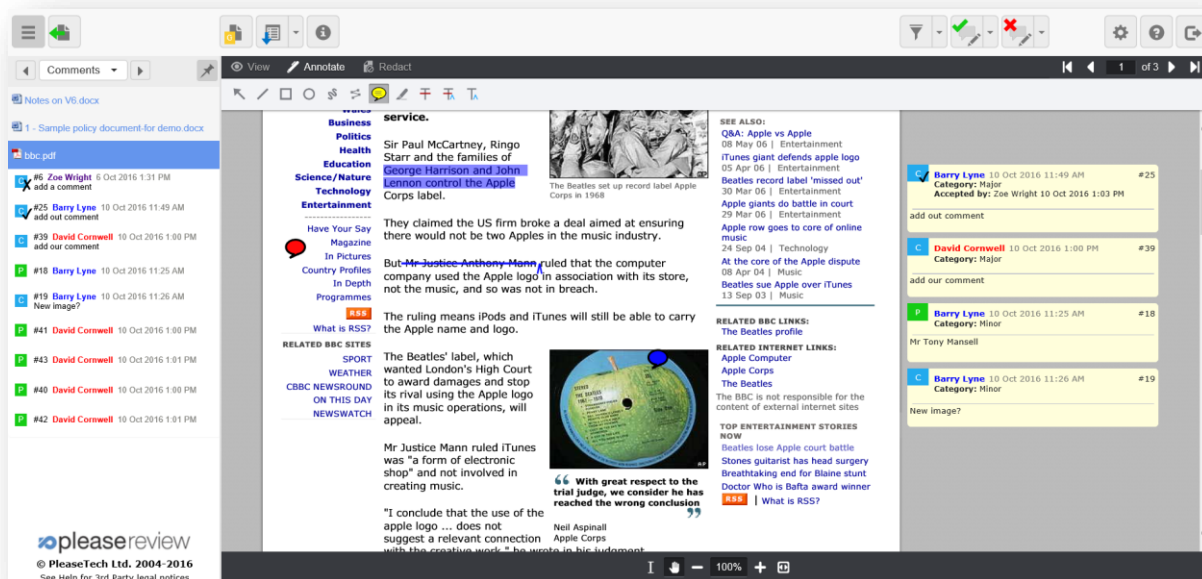 Comments
Notes on V6.docx
1 - Sample policy document-for demo.docx
bbc.pdf
#6 Zoe Wright 6 Oct 2016 1:31 PM
add a comment
#25 Barry Lyne 10 Oct 2016 11:49 AM
add out comment
#39 David Cornwell 10 Oct 2016 1:00 PM
add our comment
#18 Barry Lyne 10 Oct 2016 11:25 AM
#19 Barry Lyne 10 Oct 2016 11:26 AM
New image?
#41 David Cornwell 10 Oct 2016 1:00 PM
#43 David Cornwell 10 Oct 2016 1:01 PM
#40 David Cornwell 10 Oct 2016 1:00 PM
#42 David Cornwell 10 Oct 2016 1:01 PM
pleasereview
© PleaseTech Ltd. 2004-2016
See Help for 3rd Party legal notices
View Annotate Redact
1 of 3
Wales
Business
Politics
Health
Education
Science/Nature
Technology
Entertainment
Have Your Say
Magazine
In Pictures
Country Profiles
In Depth
Programmes
RSS
What is RSS?
RELATED BBC SITES
SPORT
WEATHER
CBBC NEWSROUND
ON THIS DAY
NEWSWATCH
service.
Sir Paul McCartney, Ringo
Starr and the families of
George Harrison and John
Lennon control the Apple
Corps label.
The Beatles set up record label Apple
Corps in 1968
They claimed the US firm broke a deal aimed at ensuring
there would not be two Apples in the music industry.
But Mr Justice Anthony Mann ruled that the computer
company used the Apple logo in association with its store,
not the music, and so was not in breach.
The ruling means iPods and iTunes will still be able to carry
the Apple name and logo.
The Beatles' label, which
wanted London's High Court
to award damages and stop
its rival using the Apple logo
in its music operations, will
appeal.
Mr Justice Mann ruled iTunes
was "a form of electronic
shop" and not involved in
creating music.
"I conclude that the use of the
apple logo ... does not
suggest a relevant connection
with the creative work," he wrote in his judgment.
With great respect to the
trial judge, we consider he has
reached the wrong conclusion
Neil Aspinall
Apple Corps
SEE ALSO:
Q&A: Apple vs Apple
08 May 06 | Entertainment
iTunes giant defends apple logo
05 Apr 06 | Entertainment
Beatles record label 'missed out'
30 Mar 06 | Entertainment
Apple giants do battle in court
29 Mar 06 | Entertainment
Apple row goes to core of online
music
24 Sep 04 | Technology
At the core of the Apple dispute
08 Apr 04 | Music
Beatles sue Apple over iTunes
13 Sep 03 | Music
RELATED BBC LINKS:
The Beatles profile
RELATED INTERNET LINKS:
Apple Computer
Apple Corps
The Beatles
The BBC is not responsible for the
content of external internet sites
TOP ENTERTAINMENT STORIES
NOW
Beatles lose Apple court battle
Stones guitarist has head surgery
Breathtaking end for Blaine stunt
Doctor Who is Bafta award winner
RSS | What is RSS?
C Barry Lyne 10 Oct 2016 11:49 AM #25
Category: Major
Accepted by: Zoe Wright 10 Oct 2016 1:03 PM
add out comment
C David Cornwell 10 Oct 2016 1:00 PM #39
Category: Major
add our comment
P Barry Lyne 10 Oct 2016 11:25 AM #18
Category: Minor
Mr Tony Mansell
C Barry Lyne 10 Oct 2016 11:26 AM #19
Category: Minor
New image?
100%